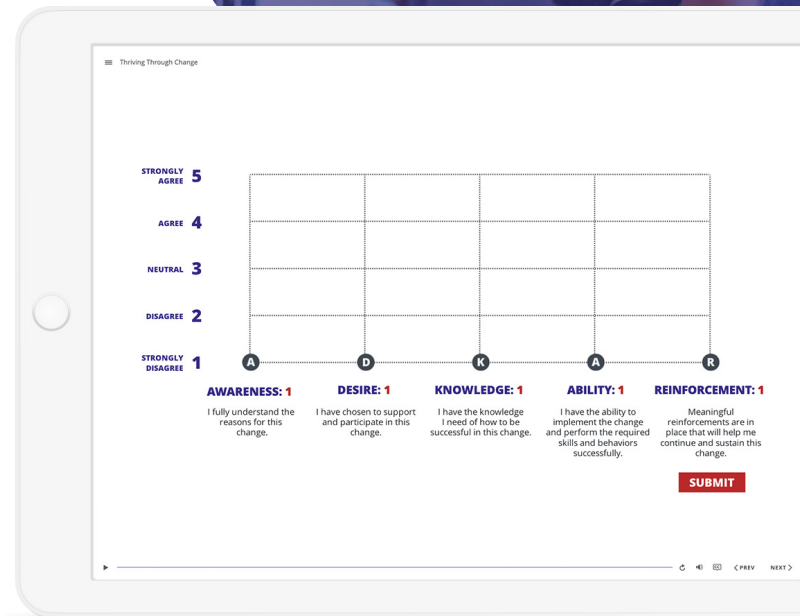 Thriving Through Change
STRONGLY
AGREE 5
AGREE 4
NEUTRAL 3
DISAGREE 2
STRONGLY
DISAGREE 1
A D K A R
AWARENESS: 1
I fully understand the
reasons for this
change.
DESIRE: 1
I have chosen to support
and participate in this
change.
KNOWLEDGE: 1
I have the knowledge
I need of how to be
successful in this change.
ABILITY: 1
I have the ability to
implement the change
and perform the required
skills and behaviors
successfully.
REINFORCEMENT: 1
Meaningful
reinforcements are in
place that will help me
continue and sustain this
change.
SUBMIT
CC
PREV
NEXT